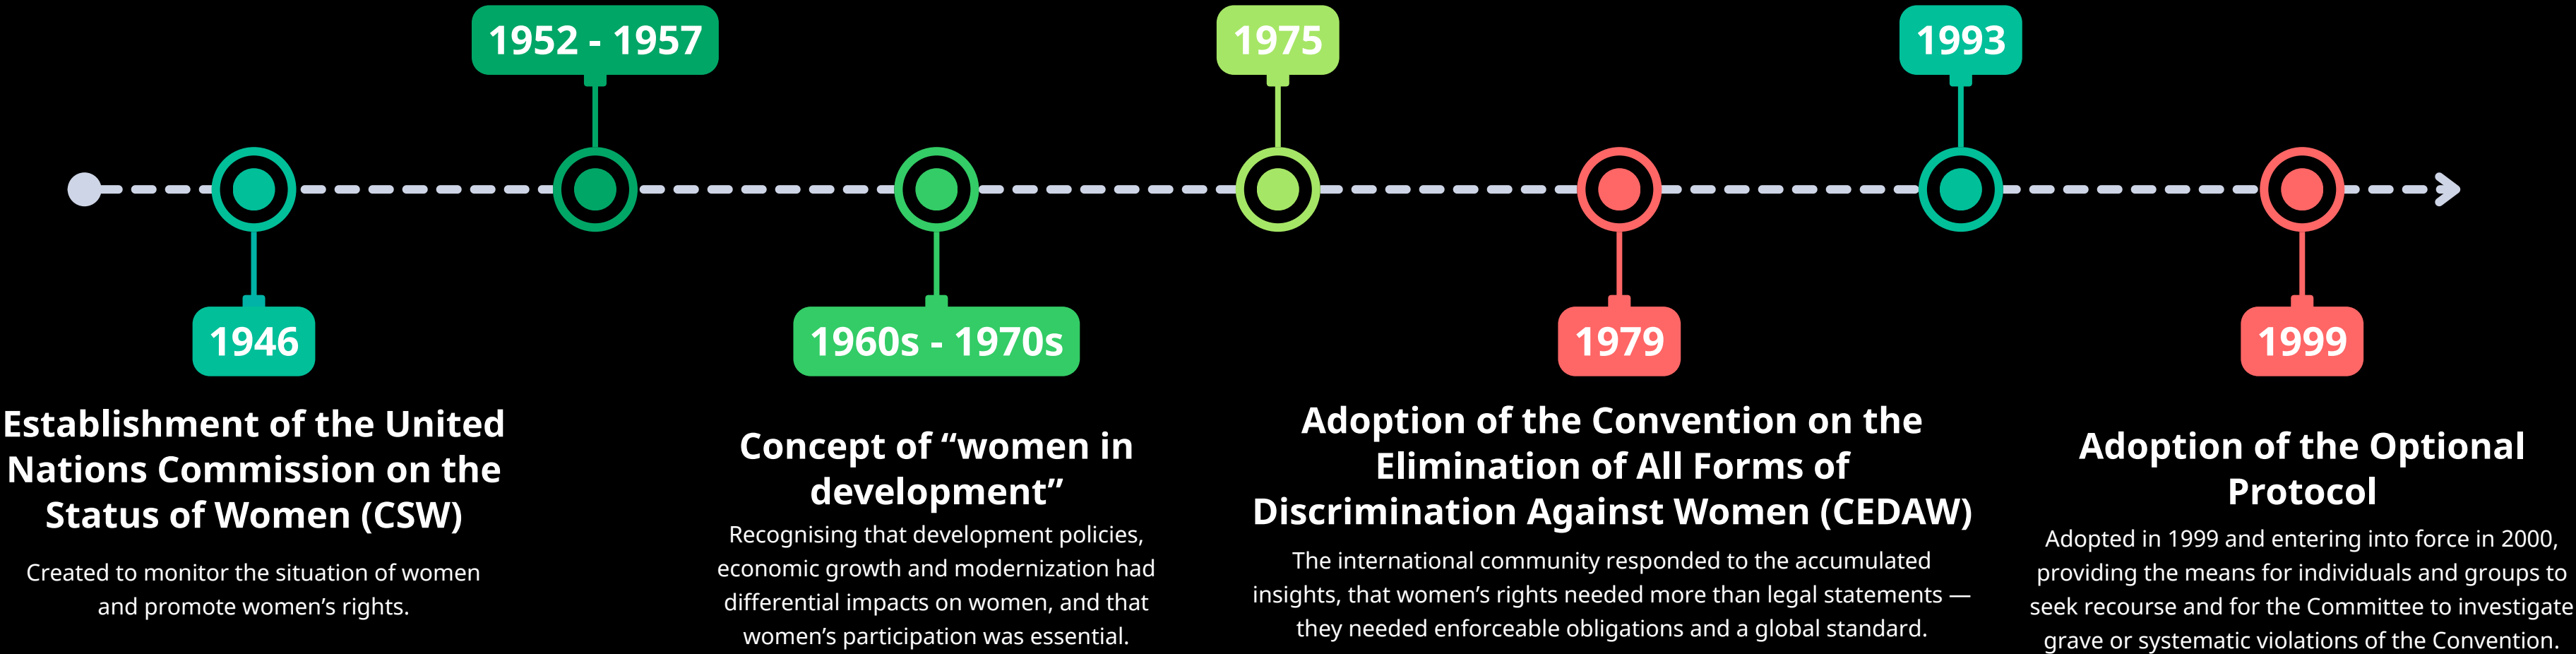 1952 - 1957
1975
1993
1946
1960s - 1970s
1979
1999
Establishment of the United
Nations Commission on the
Status of Women (CSW)
Created to monitor the situation of women
and promote women’s rights.
Concept of “women in
development”
Recognising that development policies,
economic growth and modernization had
differential impacts on women, and that
women’s participation was essential.
Adoption of the Convention on the
Elimination of All Forms of
Discrimination Against Women (CEDAW)
The international community responded to the accumulated
insights, that women’s rights needed more than legal statements —
they needed enforceable obligations and a global standard.
Adoption of the Optional
Protocol
Adopted in 1999 and entering into force in 2000,
providing the means for individuals and groups to
seek recourse and for the Committee to investigate
grave or systematic violations of the Convention.